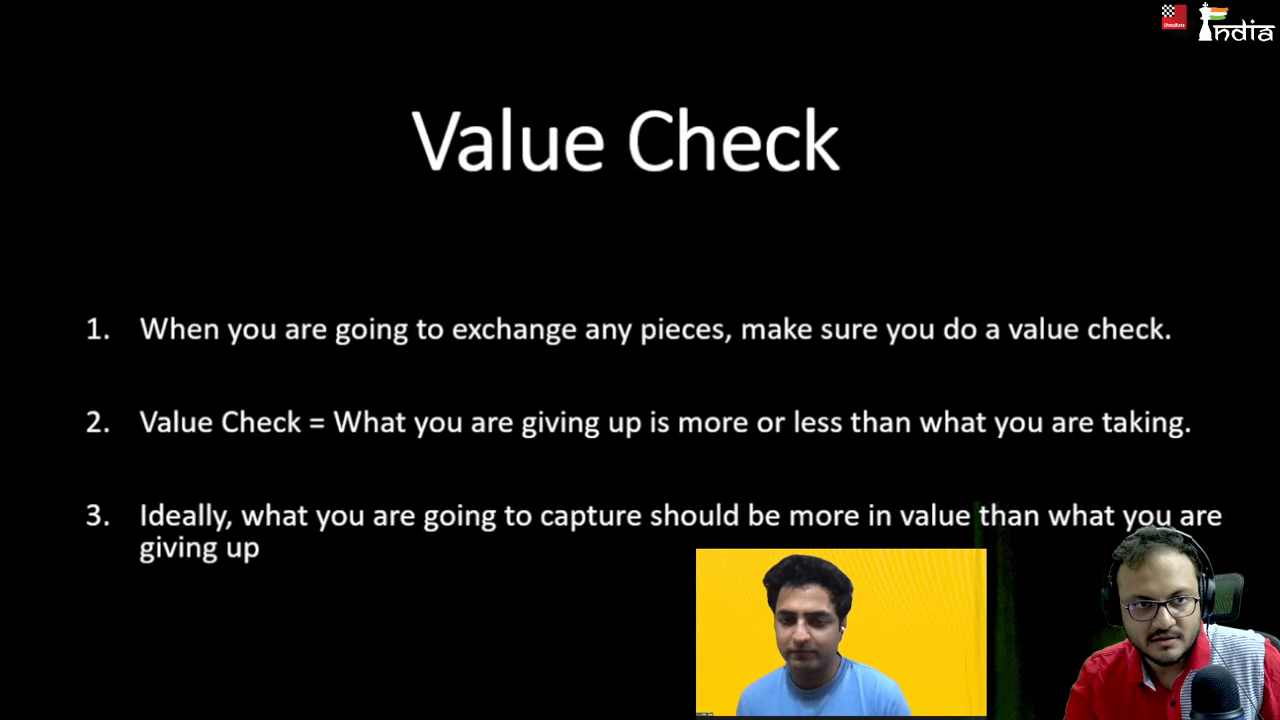 ChessBase
India
Value Check
1. When you are going to exchange any pieces, make sure you do a value check.
2. Value Check = What you are giving up is more or less than what you are taking.
3. Ideally, what you are going to capture should be more in value than what you are
giving up